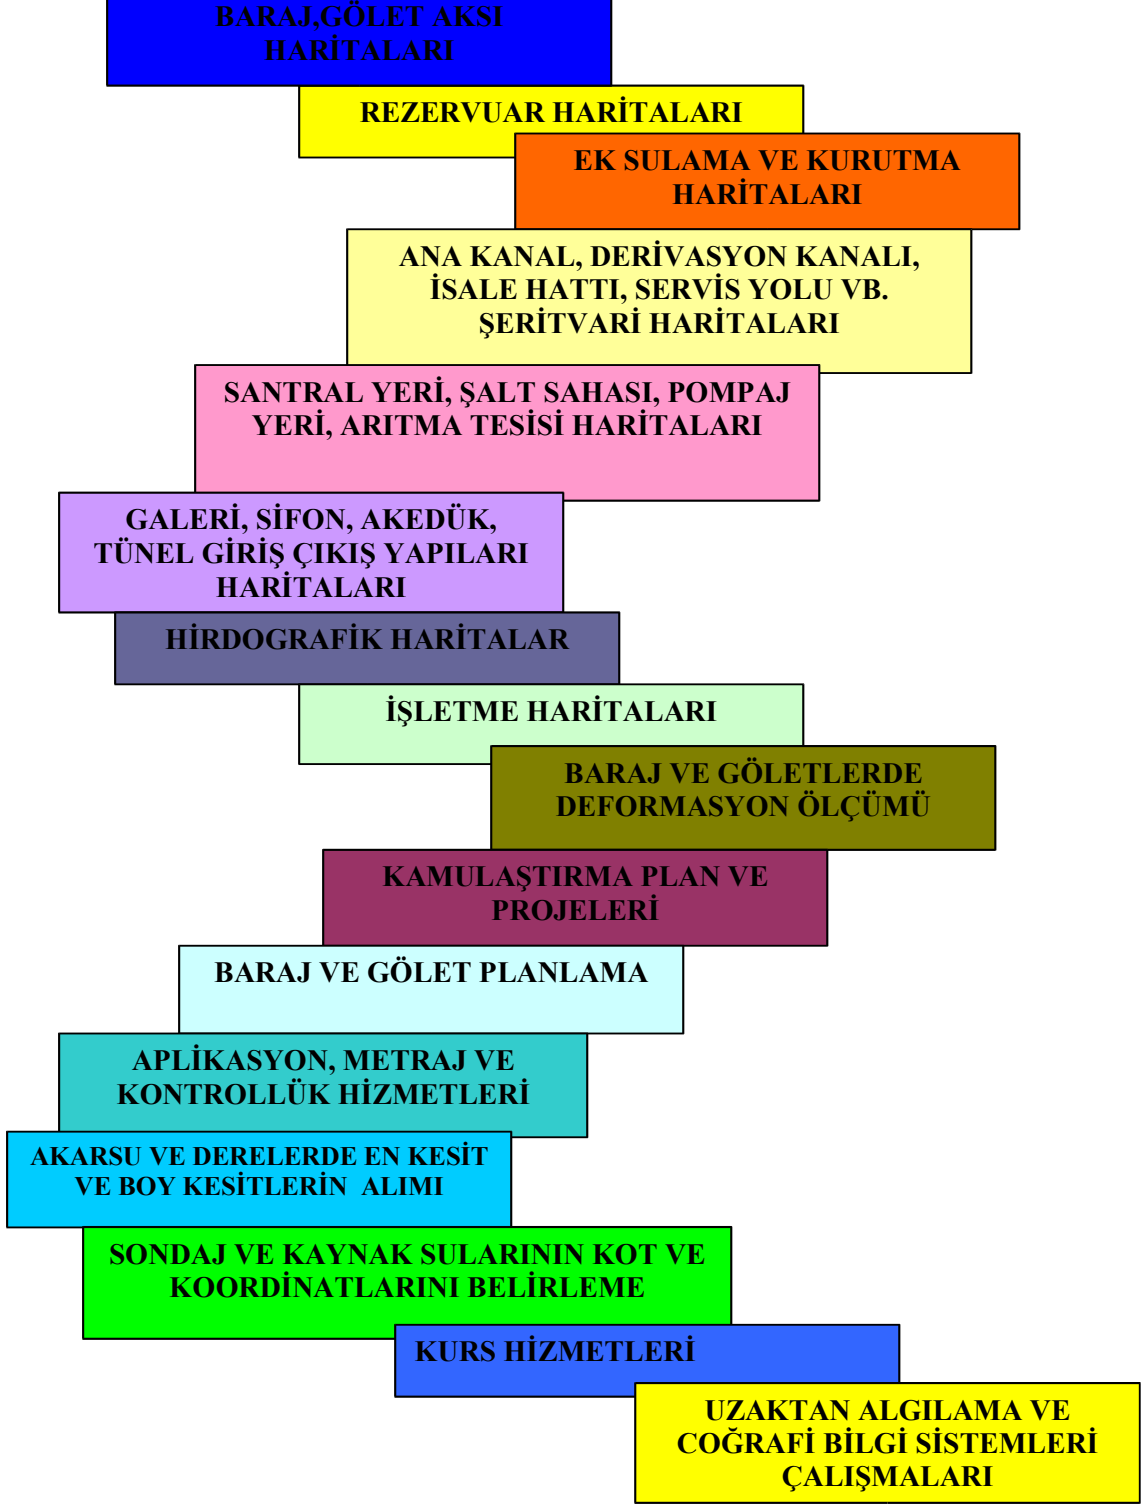 BARAJ,GÖLET AKSI
HARİTALARI
REZERVUAR HARİTALARI
EK SULAMA VE KURUTMA
HARİTALARI
ANA KANAL, DERİVASYON KANALI,
İSALE HATTI, SERVİS YOLU VB.
ŞERİTVARİ HARİTALARI
SANTRAL YERİ, ŞALT SAHASI, POMPAJ
YERİ, ARITMA TESİSİ HARİTALARI
GALERİ, SİFON, AKEDÜK,
TÜNEL GİRİŞ ÇIKIŞ YAPILARI
HARİTALARI
HİRDOGRAFİK HARİTALAR
İŞLETME HARİTALARI
BARAJ VE GÖLETLERDE
DEFORMASYON ÖLÇÜMÜ
KAMULAŞTIRMA PLAN VE
PROJELERİ
BARAJ VE GÖLET PLANLAMA
APLİKASYON, METRAJ VE
KONTROLLÜK HİZMETLERİ
AKARSU VE DERELERDE EN KESİT
VE BOY KESİTLERİN  ALIMI
SONDAJ VE KAYNAK SULARININ KOT VE
KOORDİNATLARINI BELİRLEME
KURS HİZMETLERİ
UZAKTAN ALGILAMA VE
COĞRAFİ BİLGİ SİSTEMLERİ
ÇALIŞMALARI